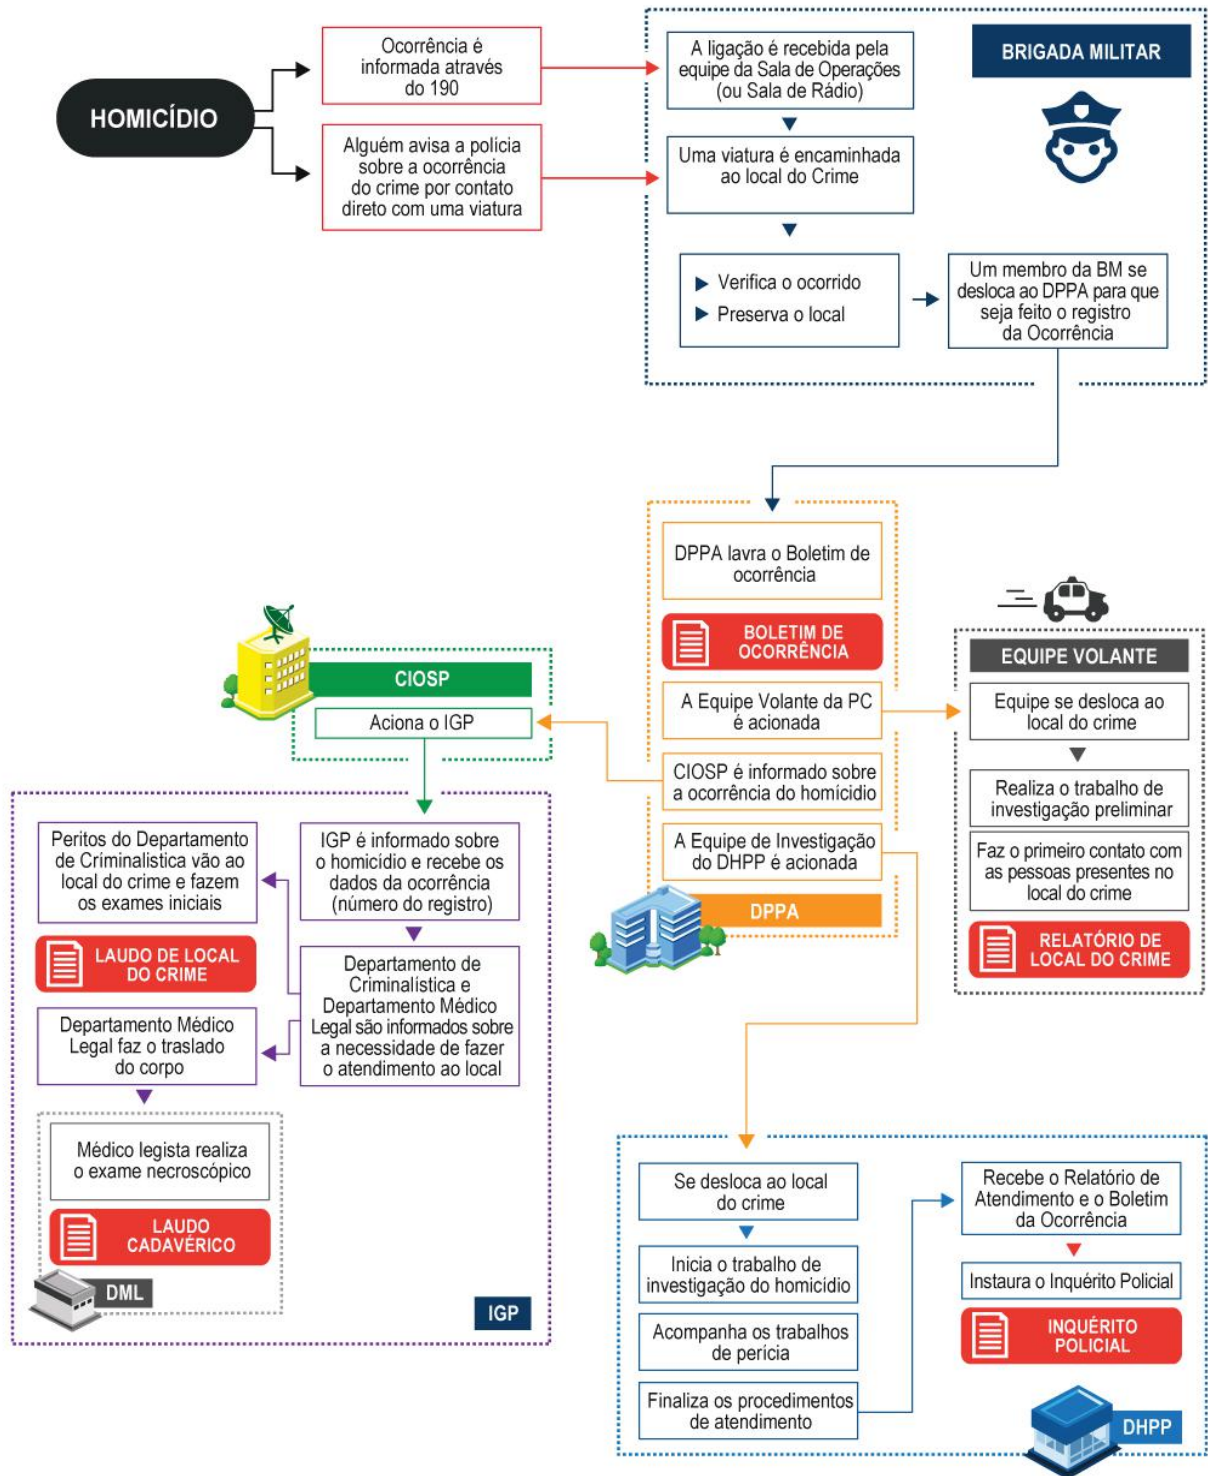 HOMICÍDIO
Ocorrência é
informada através
do 190
Alguém avisa a polícia
sobre a ocorrência
do crime por contato
direto com uma viatura
BRIGADA MILITAR
A ligação é recebida pela
equipe da Sala de Operações
(ou Sala de Rádio)
Uma viatura é encaminhada
ao local do Crime
Verifica o ocorrido
Preserva o local
Um membro da BM se
desloca ao DPPA para que
seja feito o registro
da Ocorrência
DPPA lavra o Boletim de
ocorrência
BOLETIM DE
OCORRÊNCIA
A Equipe Volante da PC
é acionada
CIOSP é informado sobre
a ocorrência do homícidio
A Equipe de Investigação
do DHPP é acionada
DPPA
EQUIPE VOLANTE
Equipe se desloca ao
local do crime
Realiza o trabalho de
investigação preliminar
Faz o primeiro contato com
as pessoas presentes no
local do crime
RELATÓRIO DE
LOCAL DO CRIME
CIOSP
Aciona o IGP
IGP é informado sobre
o homicídio e recebe os
dados da ocorrência
(número do registro)
Departamento de
Criminalística e
Departamento Médico
Legal são informados sobre
a necessidade de fazer
o atendimento ao local
Peritos do Departamento
de Criminalistica vão ao
local do crime e fazem
os exames iniciais
LAUDO DE LOCAL
DO CRIME
Departamento Médico
Legal faz o traslado
do corpo
Médico legista realiza
o exame necroscópico
LAUDO
CADAVÉRICO
DML
IGP
Se desloca ao local
do crime
Inicia o trabalho de
investigação do homicidio
Acompanha os trabalhos
de perícia
Finaliza os procedimentos
de atendimento
Recebe o Relatório de
Atendimento e o Boletim
da Ocorrência
Instaura o Inquérito Policial
INQUÉRITO
POLICIAL
DHPP